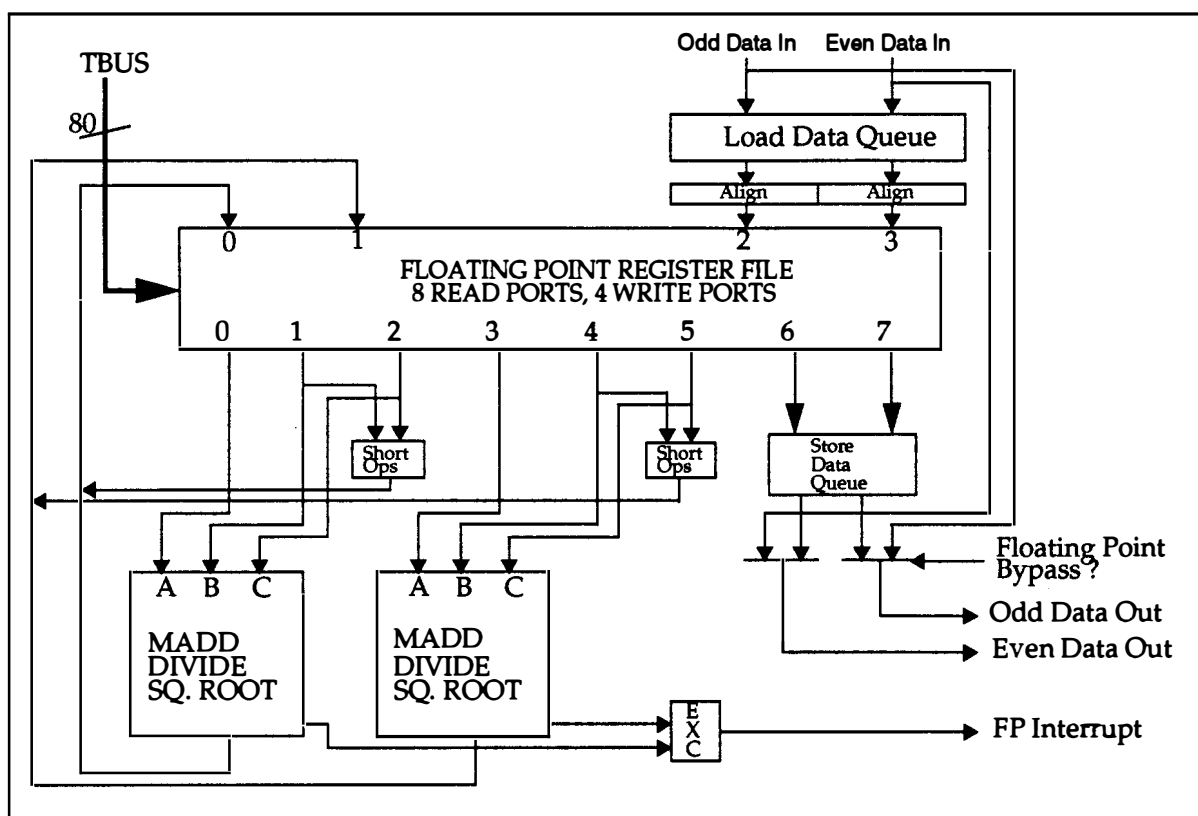 Odd Data In Even Data In
TBUS
80
Load Data Queue
Align Align
0 1 2 3
FLOATING POINT REGISTER FILE
8 READ PORTS, 4 WRITE PORTS
0 1 2 3 4 5 6 7
Short
Ops
Short
Ops
Store
Data
Queue
Floating Point
Bypass ?
A B C
A B C
Odd Data Out
MADD
DIVIDE
SQ. ROOT
MADD
DIVIDE
SQ. ROOT
Even Data Out
E
X
C
FP Interrupt